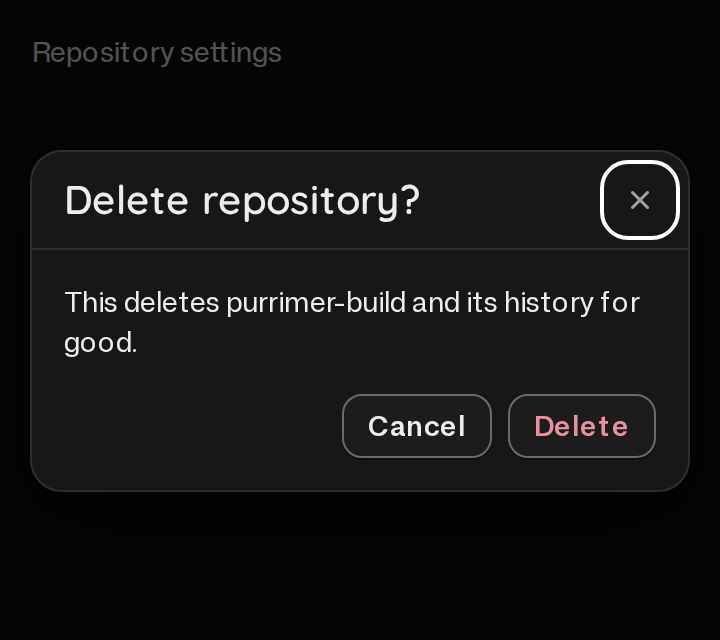 Repository settings
Delete repository?
This deletes purrimer-build and its history for
good.
Cancel
Delete